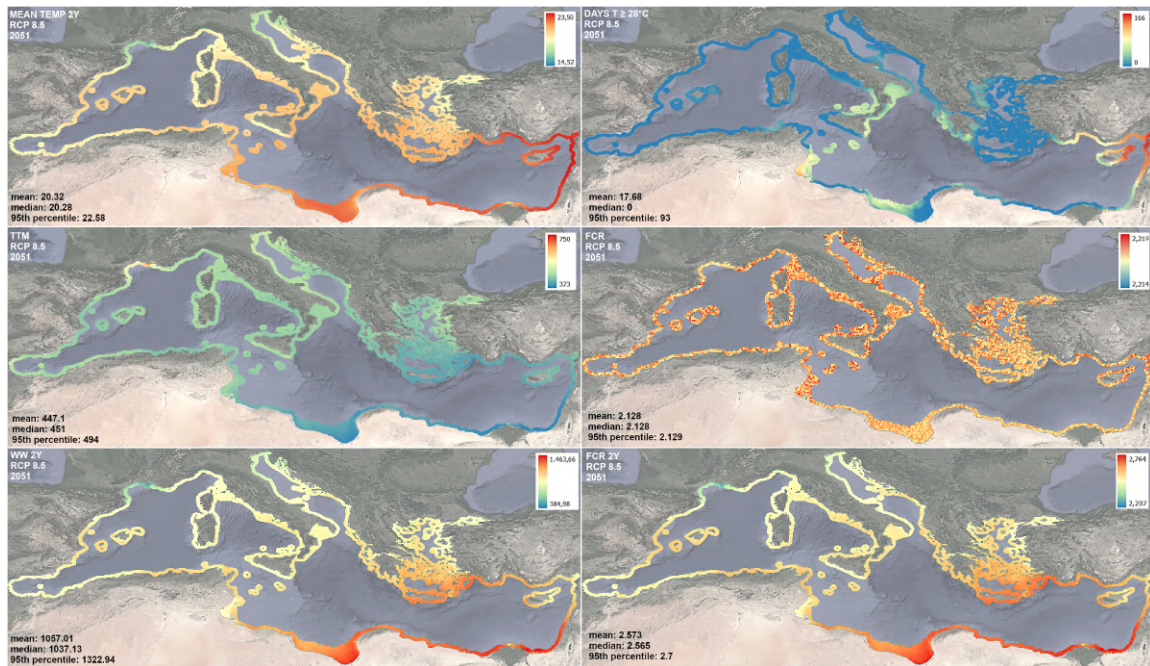 MEAN TEMP 2Y
RCP 8.5
2051
23,50
14,52
mean: 20.32
median: 20.28
95th percentile: 22.58
DAYS T ≥ 28°C
RCP 8.5
2051
166
0
mean: 17.68
median: 0
95th percentile: 93
TTM
RCP 8.5
2051
750
373
mean: 447.1
median: 451
95th percentile: 494
FCR
RCP 8.5
2051
2,219
2,214
mean: 2.128
median: 2.128
95th percentile: 2.129
WW 2Y
RCP 8.5
2051
1.463,66
384,98
mean: 1057.01
median: 1037.13
95th percentile: 1322.94
FCR 2Y
RCP 8.5
2051
2,764
2,207
mean: 2.573
median: 2.565
95th percentile: 2.7